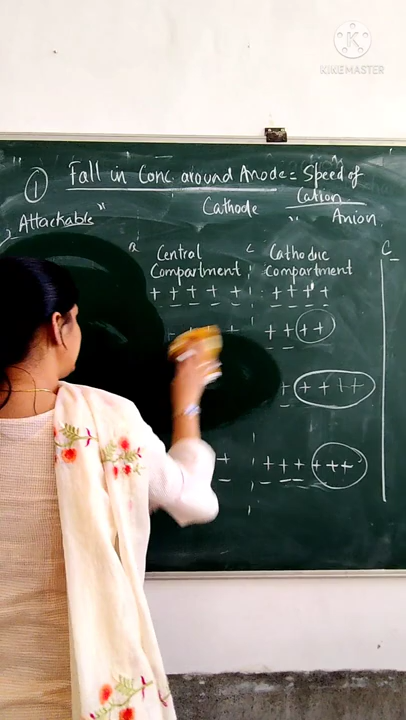 K
KINEMASTER
① Fall in Conc. around Anode = Speed of Cation
Cathode " Anion
Attackable"
a Central Compartment c Cathodic compartment C
+ + + + + + + + +
– – – – – – – –
+ + + + + +
– –
+ + + + + +
–
+ + + + + + +
– – – – –